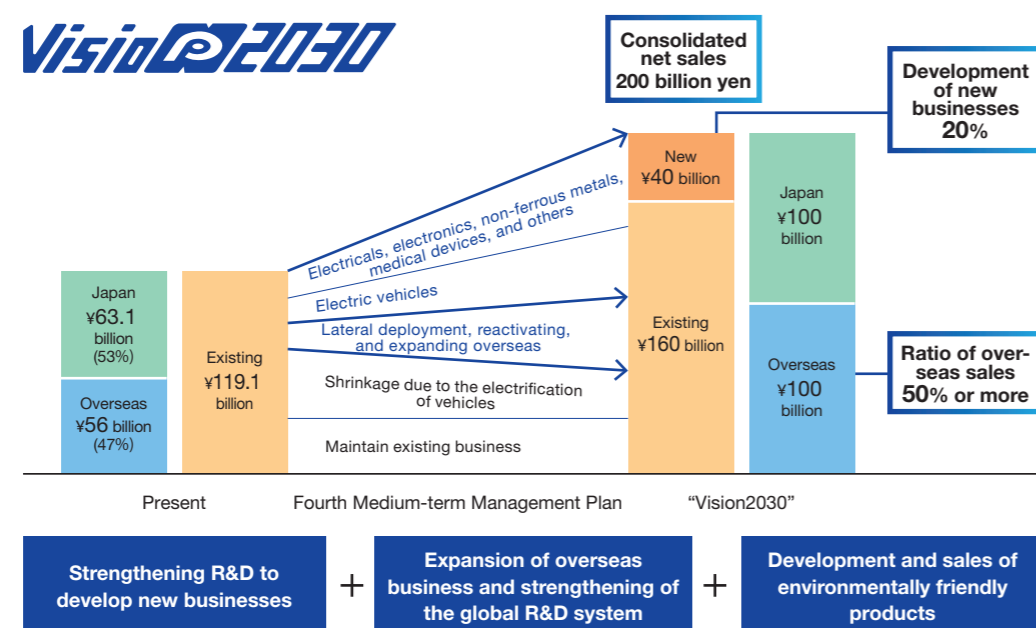 Vision 2030
Consolidated
net sales
200 billion yen
Development
of new
businesses
20%
New
¥40 billion
Japan
¥100
billion
Electricals, electronics, non-ferrous metals,
medical devices, and others
Electric vehicles
Lateral deployment, reactivating,
and expanding overseas
Shrinkage due to the electrification
of vehicles
Maintain existing business
Japan
¥63.1
billion
(53%)
Overseas
¥56 billion
(47%)
Existing
¥119.1
billion
Existing
¥160 billion
Overseas
¥100
billion
Ratio of over-
seas sales
50% or more
Present
Fourth Medium-term Management Plan
“Vision2030”
Strengthening R&D to
develop new businesses
+
Expansion of overseas
business and strengthening of
the global R&D system
+
Development and sales of
environmentally friendly
products